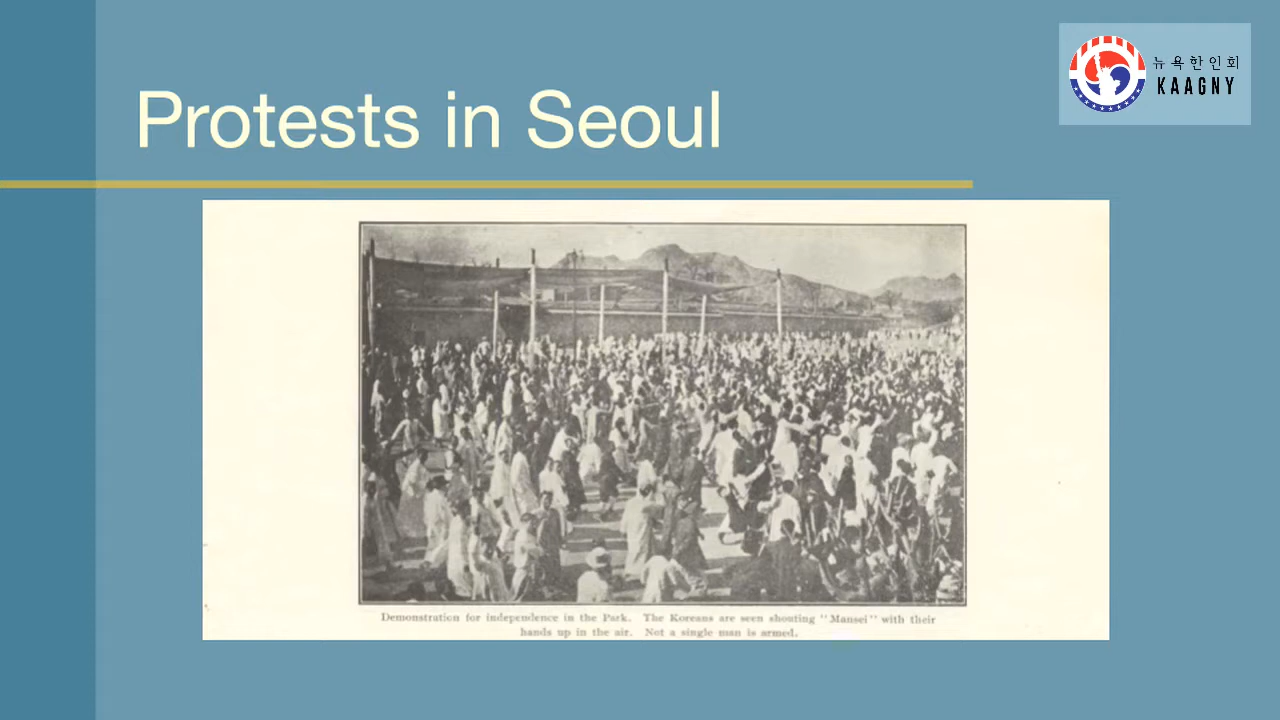 뉴욕한인회
KAAGNY
Protests in Seoul
Demonstration for independence in the Park. The Koreans are seen shouting "Mansei" with their
hands up in the air. Not a single man is armed.